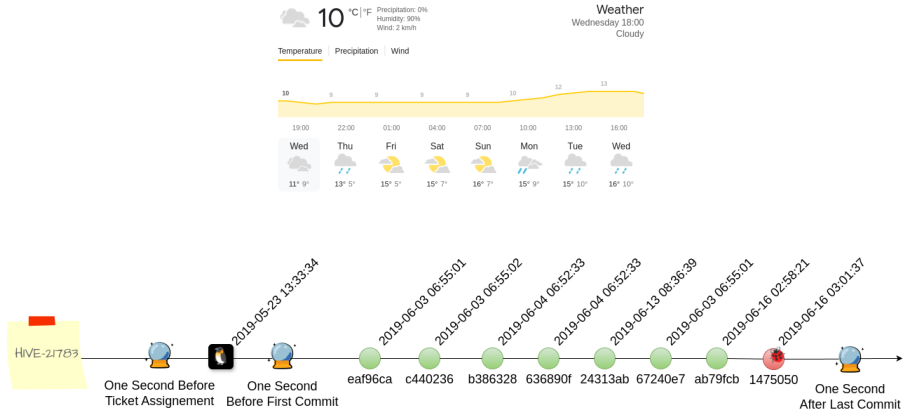 10 °C|°F
Precipitation: 0%
Humidity: 90%
Wind: 2 km/h
Weather
Wednesday 18:00
Cloudy
Temperature | Precipitation | Wind
10 9 9 9 9 10 12 13
19:00 22:00 01:00 04:00 07:00 10:00 13:00 16:00
Wed Thu Fri Sat Sun Mon Tue Wed
11° 9° 13° 5° 15° 5° 15° 7° 16° 7° 15° 9° 15° 10° 16° 10°
2019-05-23 13:33:34
2019-06-03 06:55:01
2019-06-03 06:55:02
2019-06-04 06:52:33
2019-06-04 06:52:33
2019-06-13 08:36:39
2019-06-03 06:55:01
2019-06-16 02:58:21
2019-06-16 03:01:37
HIVE-21783
One Second Before
Ticket Assignement
One Second
Before First Commit
eaf96ca c440236 b386328 636890f 24313ab 67240e7 ab79fcb 1475050
One Second
After Last Commit